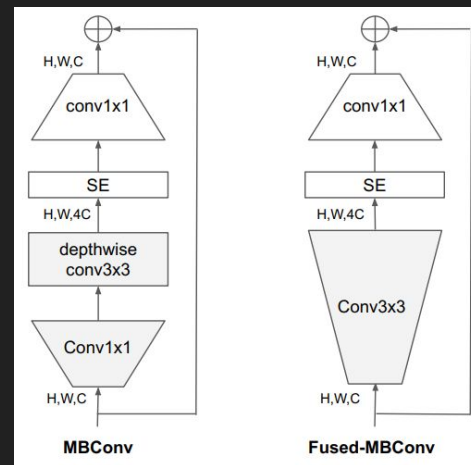 H,W,C
conv1x1
SE
H,W,4C
depthwise
conv3x3
Conv1x1
H,W,C
MBConv
H,W,C
conv1x1
SE
H,W,4C
Conv3x3
H,W,C
Fused-MBConv